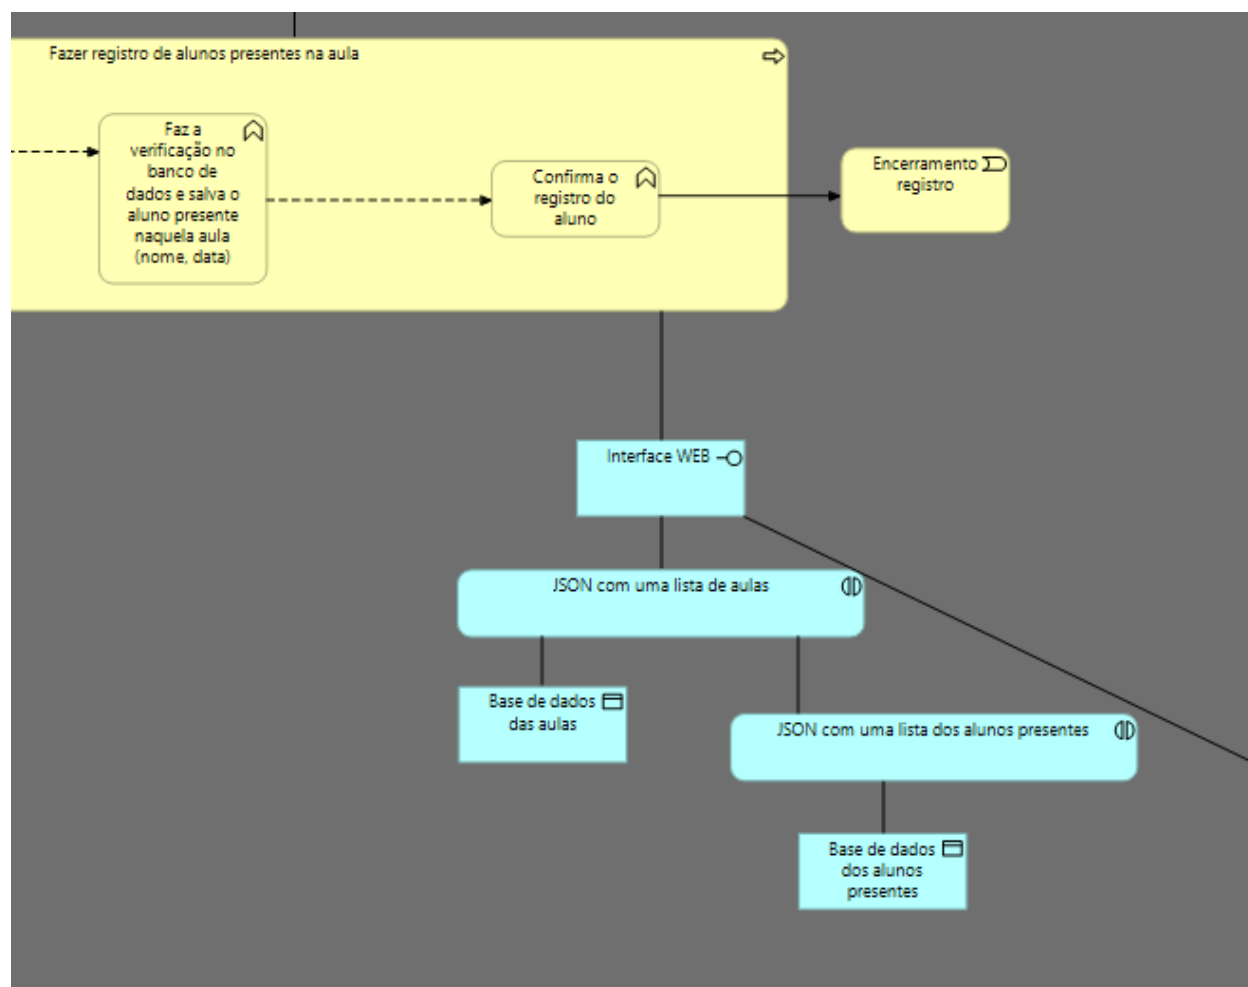 Fazer registro de alunos presentes na aula
Faz a
verificação no
banco de
dados e salva o
aluno presente
naquela aula
(nome, data)
Confirma o
registro do
aluno
Encerramento
registro
Interface WEB
JSON com uma lista de aulas
Base de dados
das aulas
JSON com uma lista dos alunos presentes
Base de dados
dos alunos
presentes